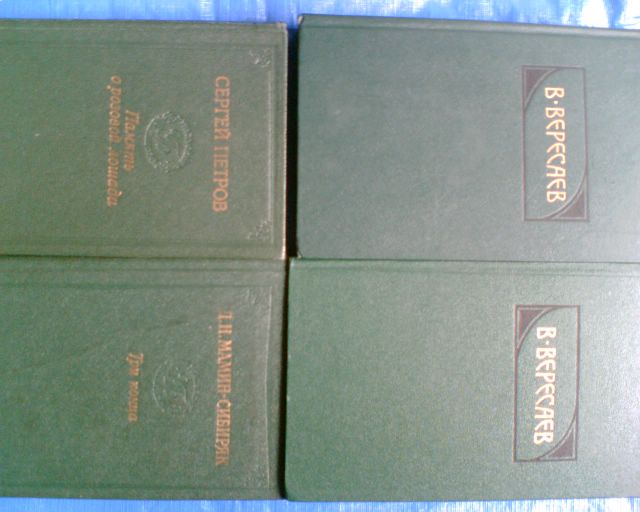 СЕРГЕЙ ПЕТРОВ
Память
о розовой лошади
В·ВЕРЕСАЕВ
Д.Н.МАМИН-СИБИРЯК
Три конца
В·ВЕРЕСАЕВ